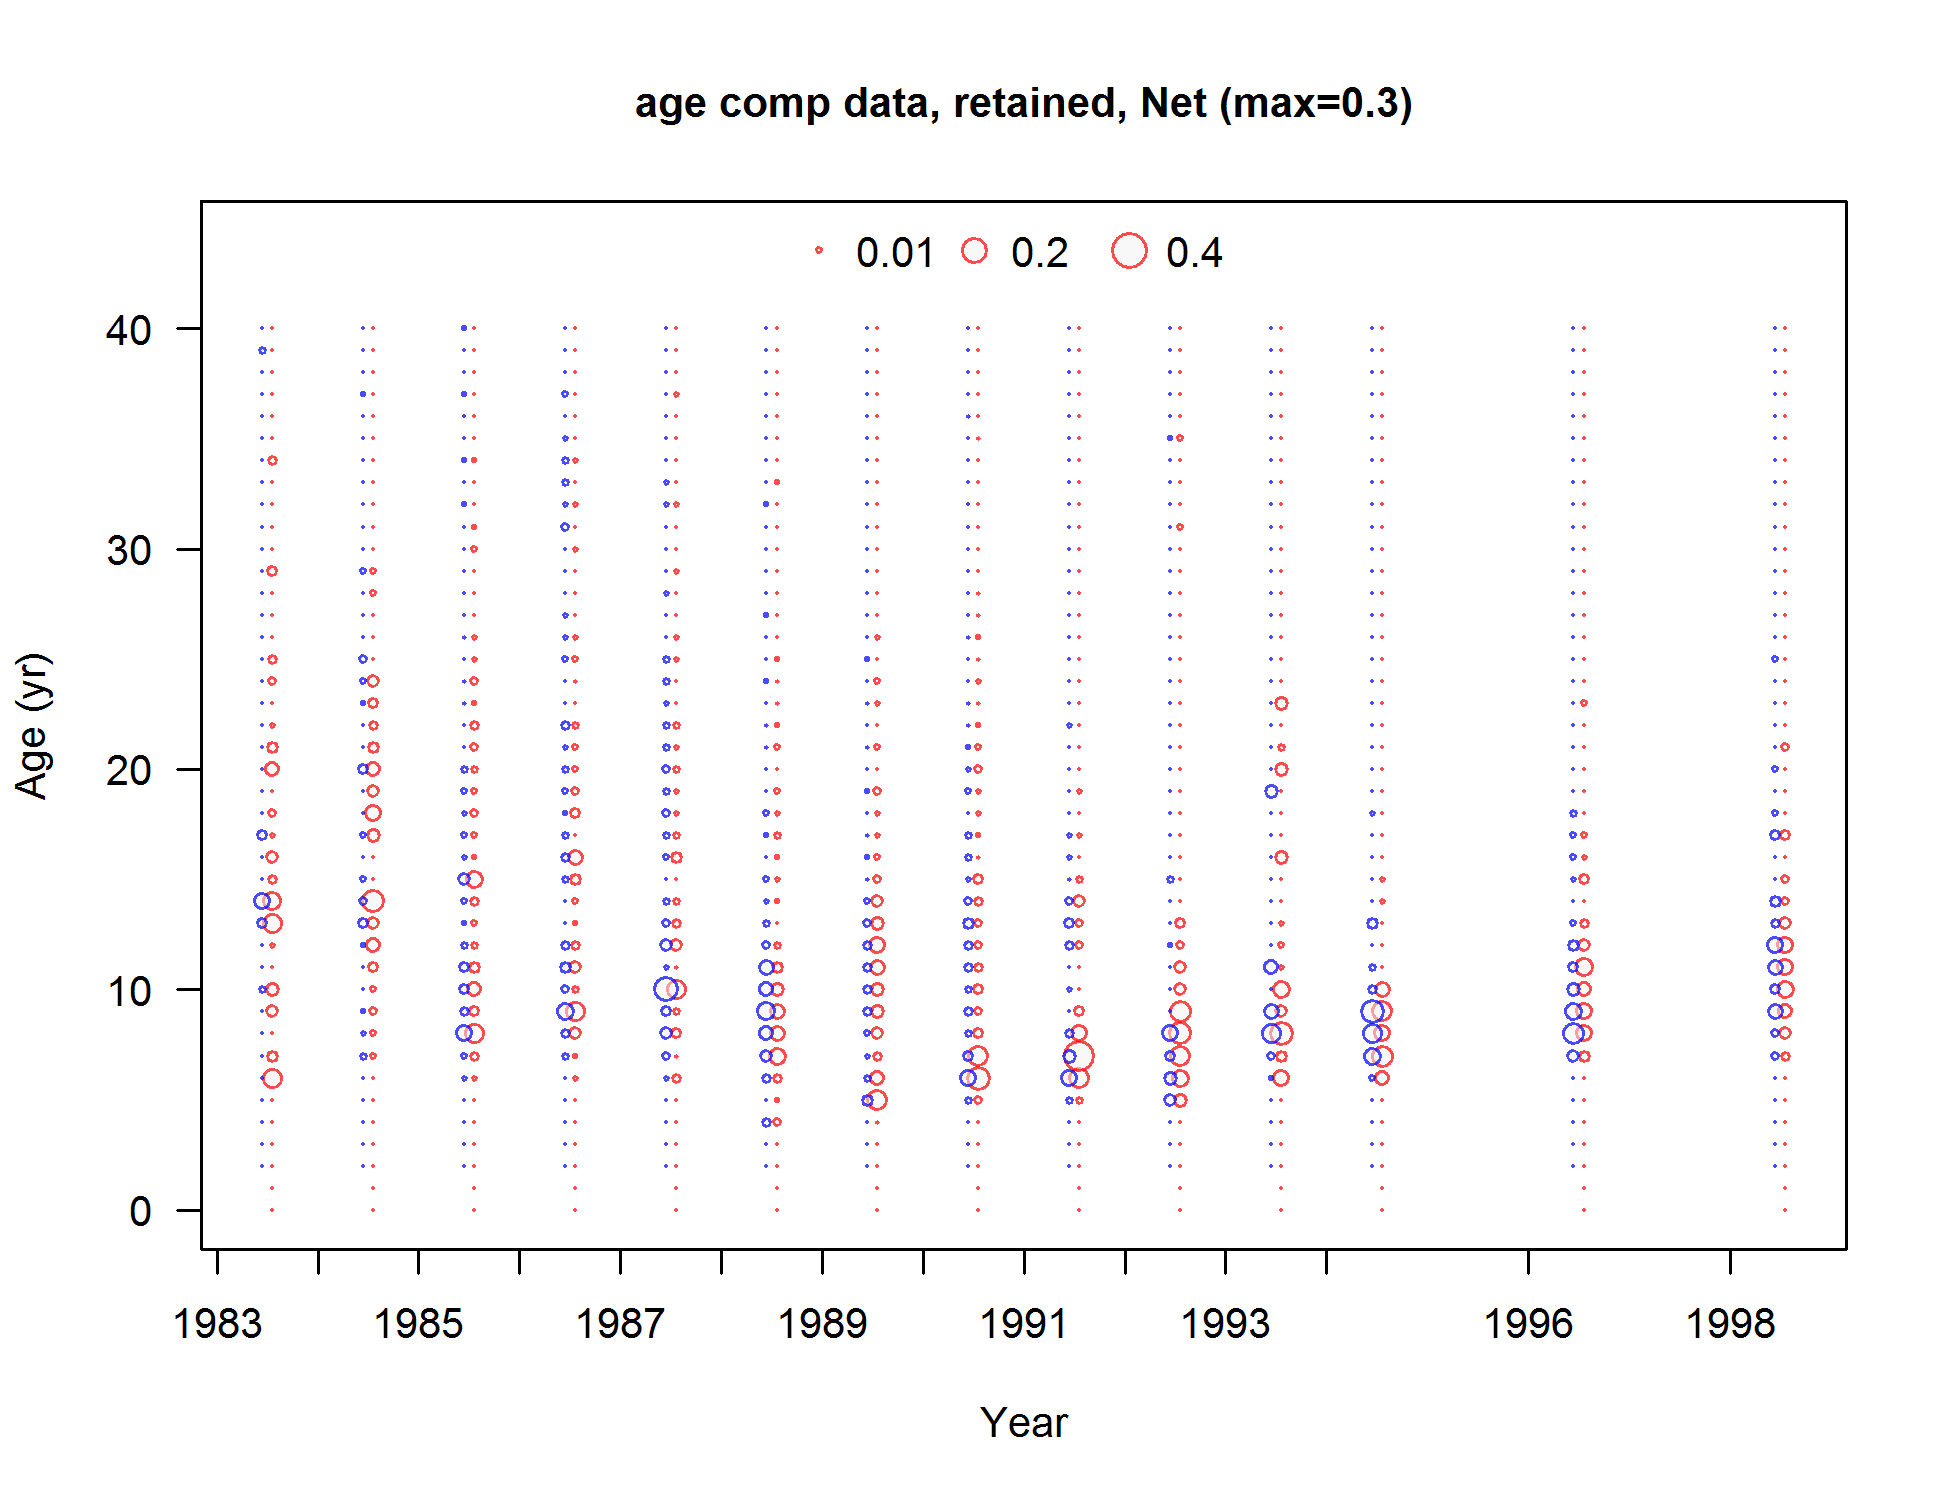 age comp data, retained, Net (max=0.3)
0.01 0.2 0.4
40
30
20
10
0
Age (yr)
1983 1985 1987 1989 1991 1993 1996 1998
Year